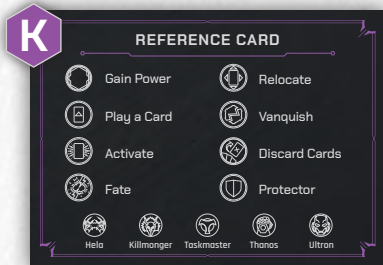 K
REFERENCE CARD
Gain Power
Relocate
Play a Card
Vanquish
Activate
Discard Cards
Fate
Protector
Hela Killmonger Taskmaster Thanos Ultron